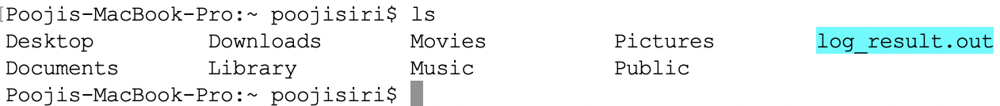 [Poojis-MacBook-Pro:~ poojisiri$ ls
Desktop Downloads Movies Pictures log_result.out
Documents Library Music Public
Poojis-MacBook-Pro:~ poojisiri$